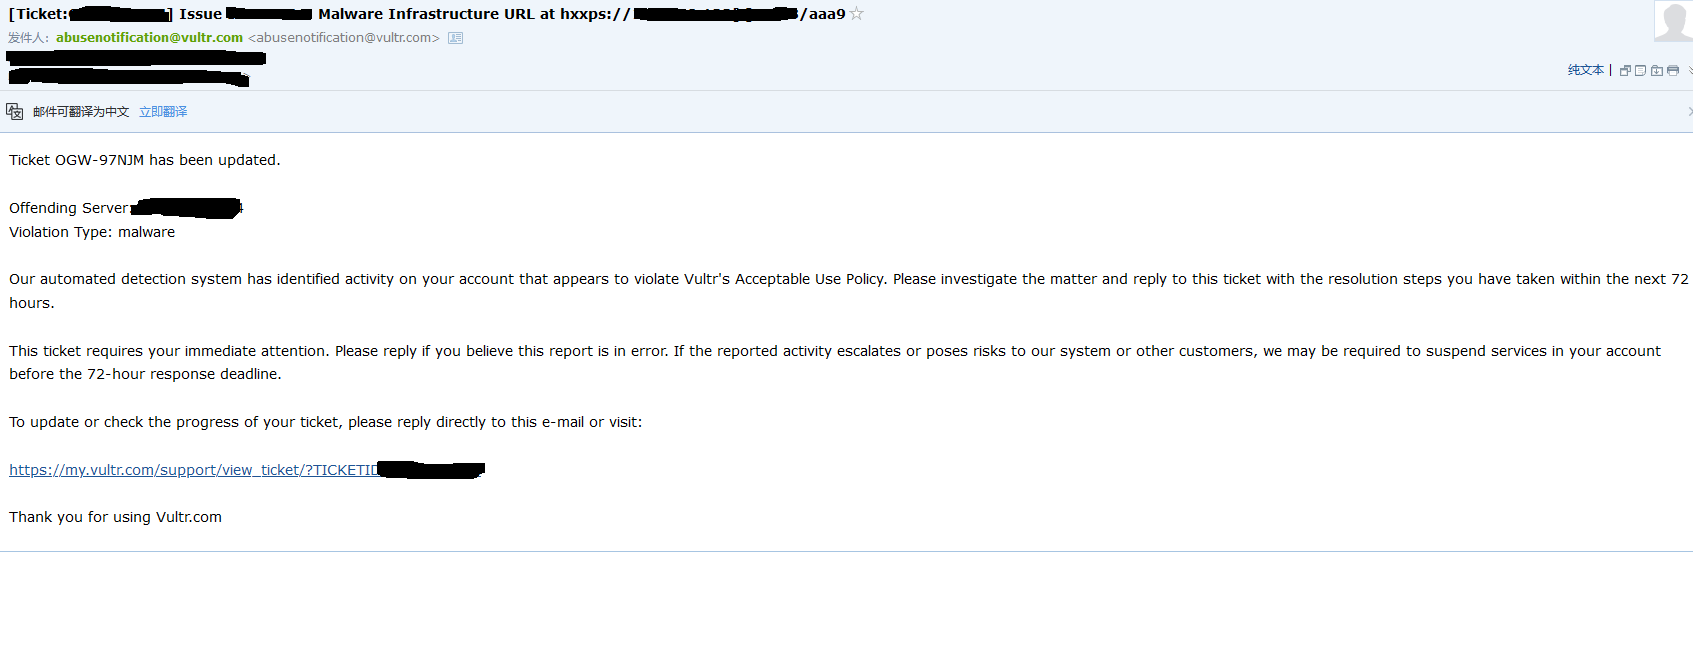 [Ticket: ] Issue Malware Infrastructure URL at hxxps:// /aaa9
发件人: abusenotification@vultr.com <abusenotification@vultr.com>
纯文本 |
邮件可翻译为中文 立即翻译
Ticket OGW-97NJM has been updated.
Offending Server:
Violation Type: malware
Our automated detection system has identified activity on your account that appears to violate Vultr's Acceptable Use Policy. Please investigate the matter and reply to this ticket with the resolution steps you have taken within the next 72
hours.
This ticket requires your immediate attention. Please reply if you believe this report is in error. If the reported activity escalates or poses risks to our system or other customers, we may be required to suspend services in your account
before the 72-hour response deadline.
To update or check the progress of your ticket, please reply directly to this e-mail or visit:
https://my.vultr.com/support/view_ticket/?TICKETID
Thank you for using Vultr.com